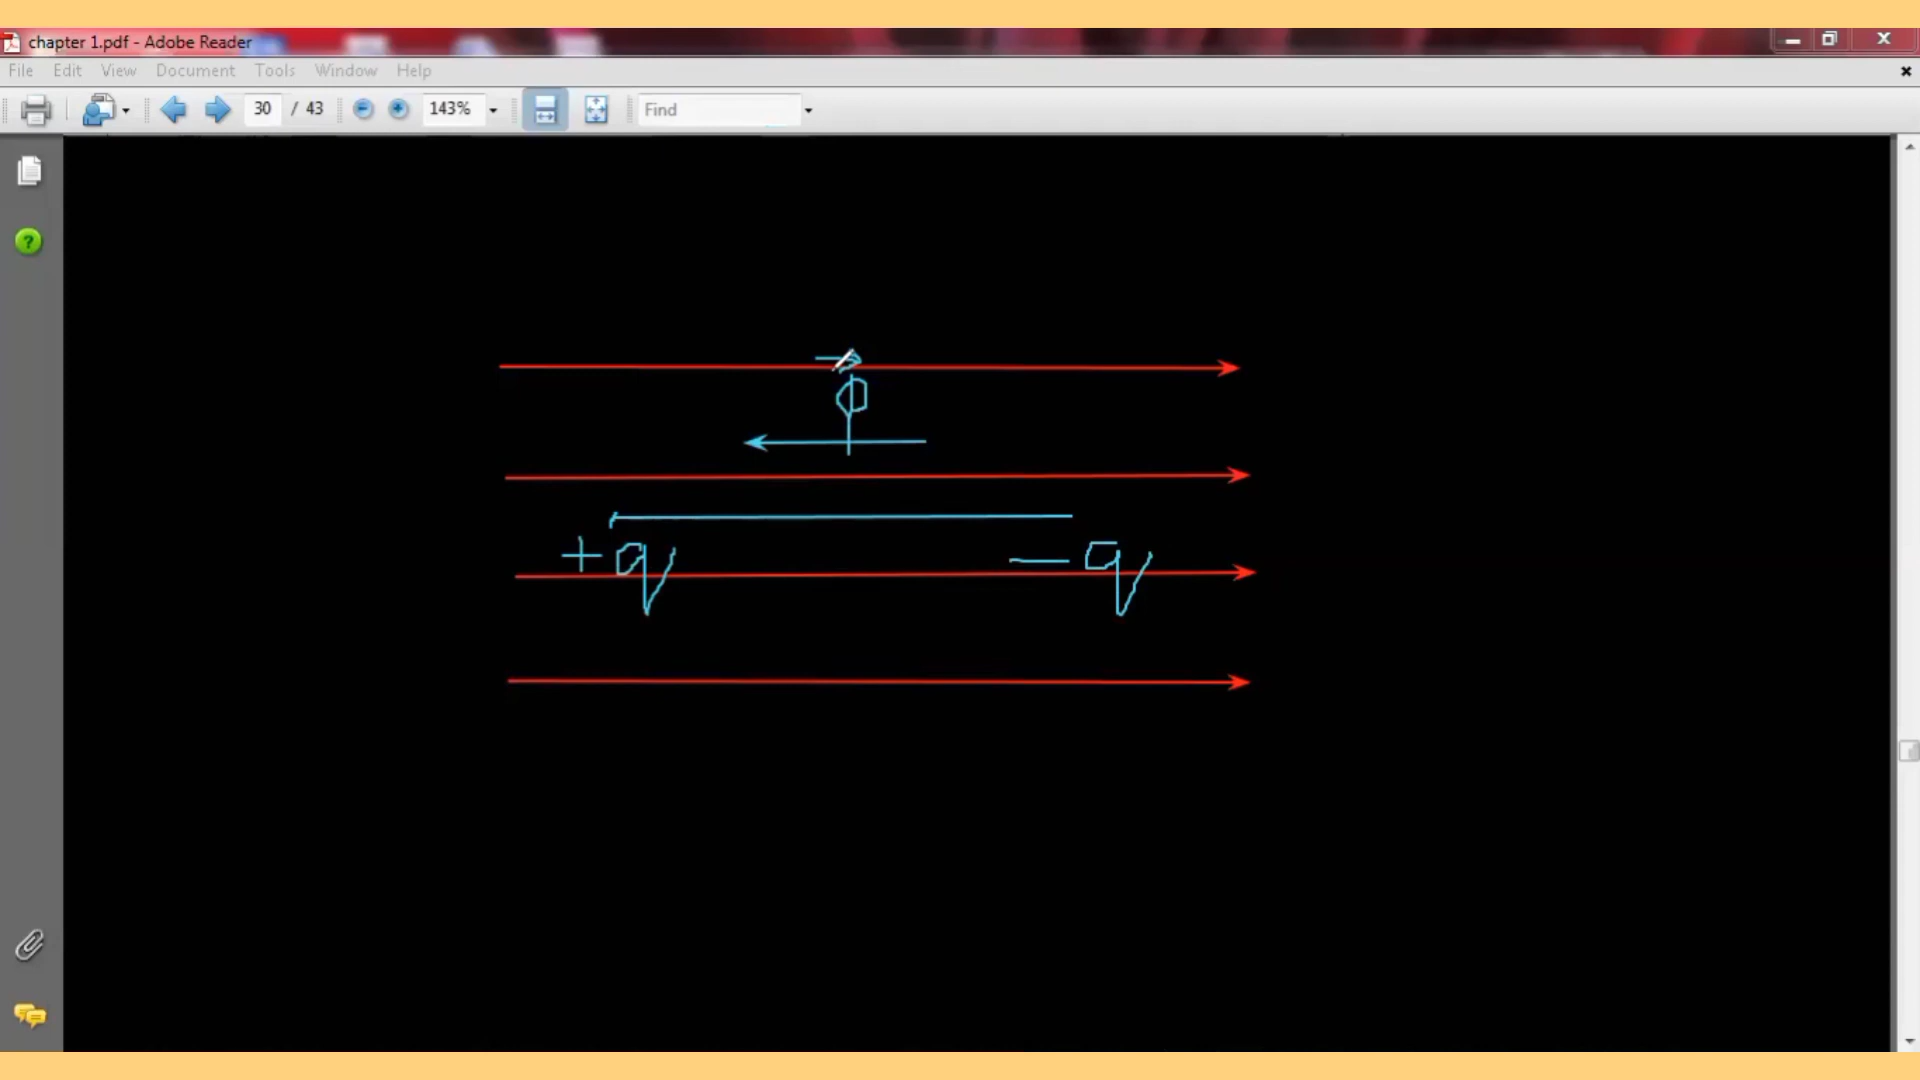 chapter 1.pdf - Adobe Reader
File Edit View Document Tools Window Help
30 / 43 143% Find
p
+q -q